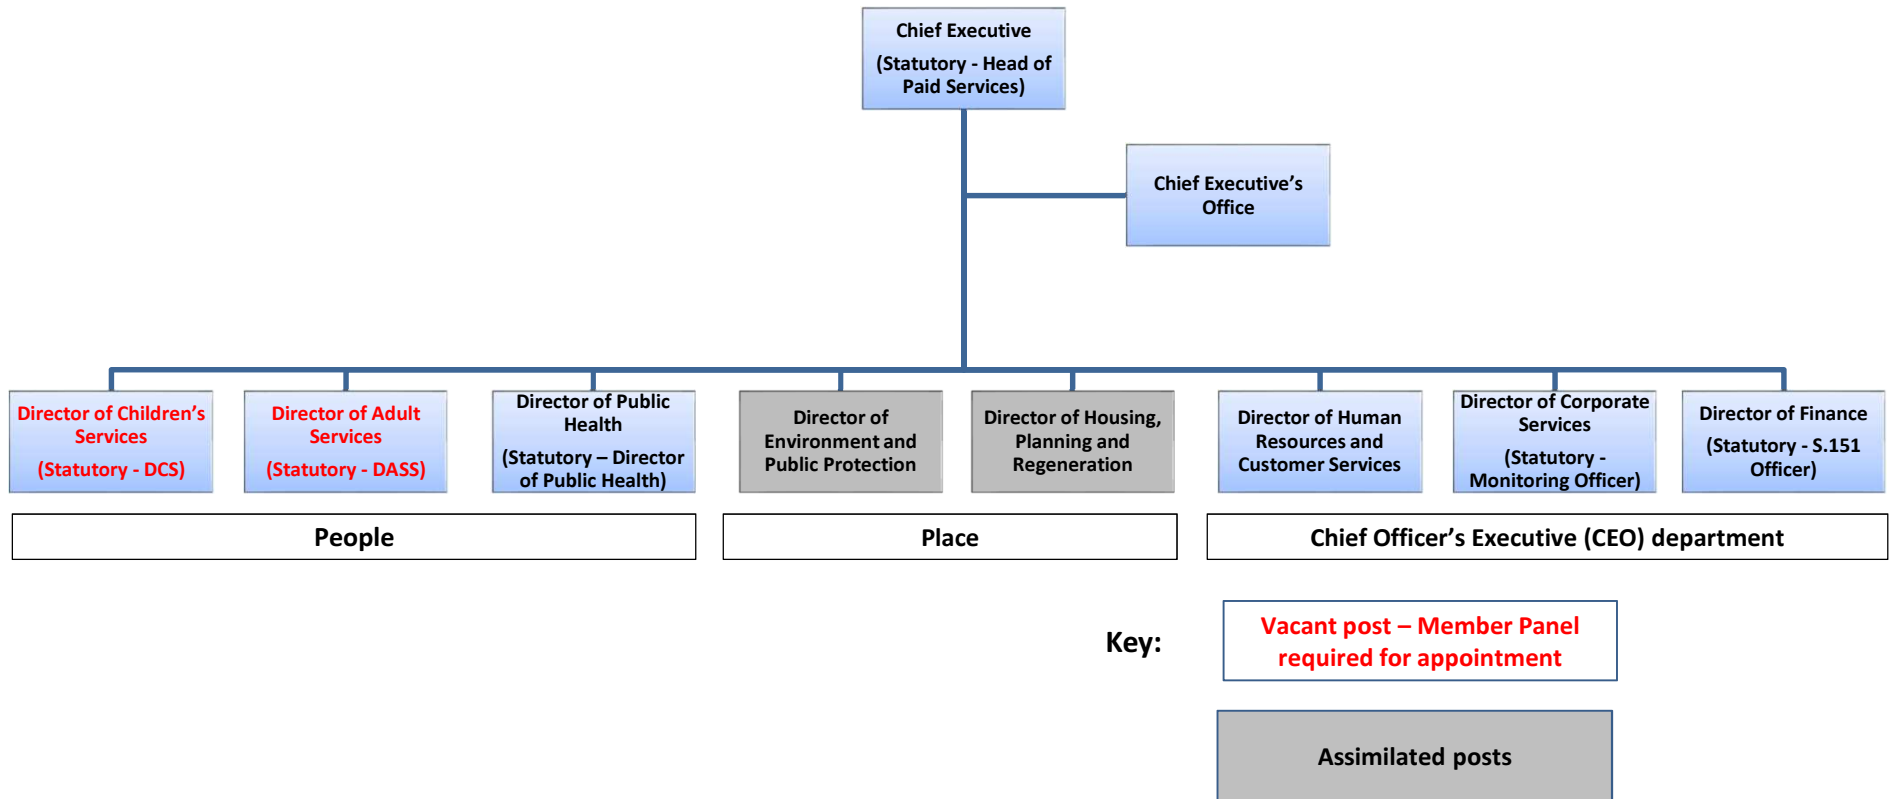 Chief Executive
(Statutory - Head of
Paid Services)
Chief Executive’s
Office
Director of Children’s
Services
(Statutory - DCS)
Director of Adult
Services
(Statutory - DASS)
Director of Public
Health
(Statutory – Director
of Public Health)
Director of
Environment and
Public Protection
Director of Housing,
Planning and
Regeneration
Director of Human
Resources and
Customer Services
Director of Corporate
Services
(Statutory -
Monitoring Officer)
Director of Finance
(Statutory - S.151
Officer)
People
Place
Chief Officer’s Executive (CEO) department
Key:
Vacant post – Member Panel
required for appointment
Assimilated posts